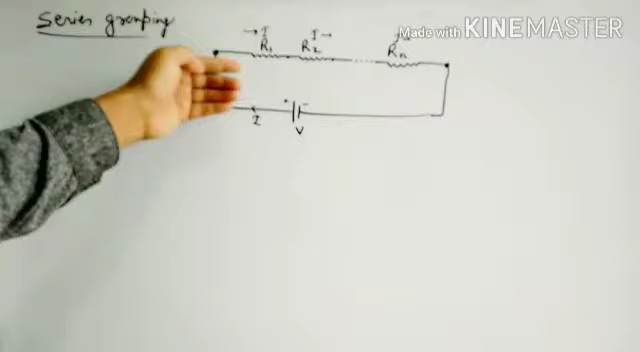 Series grouping
→ I I →
R₁ R₂ Rn
Made with KINEMASTER
I
+ -
V